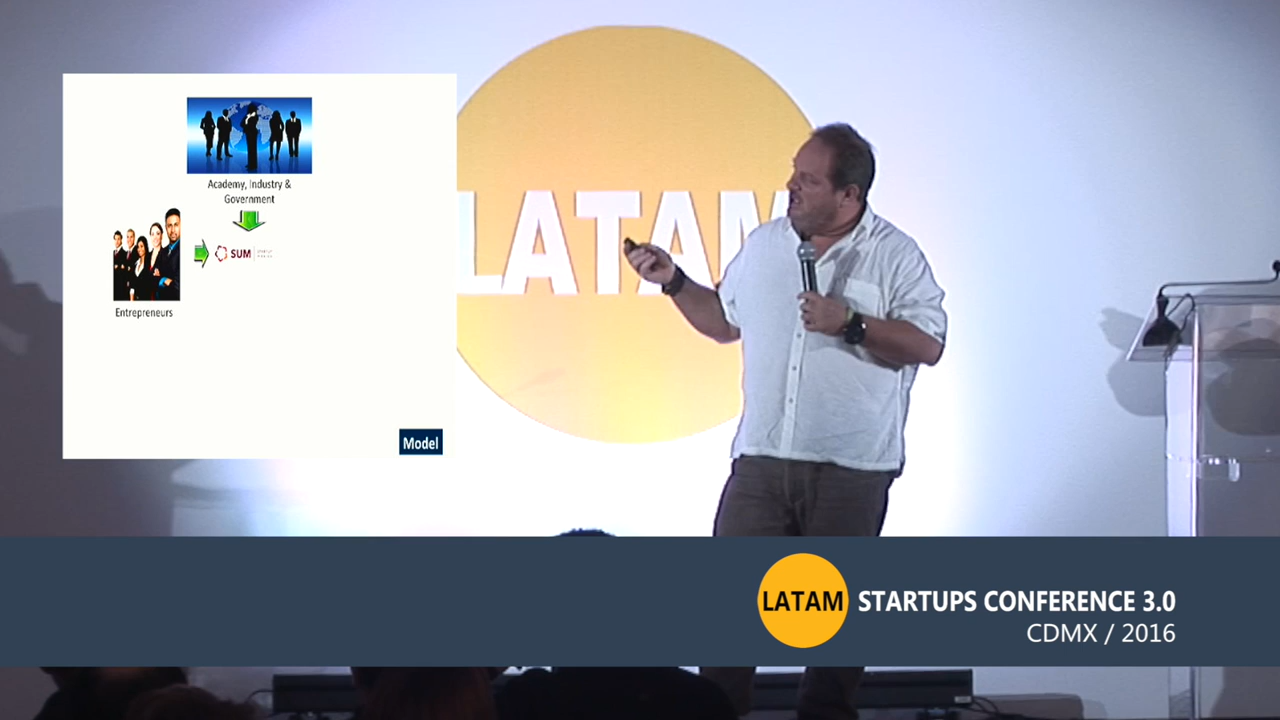 Academy, Industry &
Government
SUM
Entrepreneurs
Model
LATAM
LATAM
STARTUPS CONFERENCE 3.0
CDMX / 2016